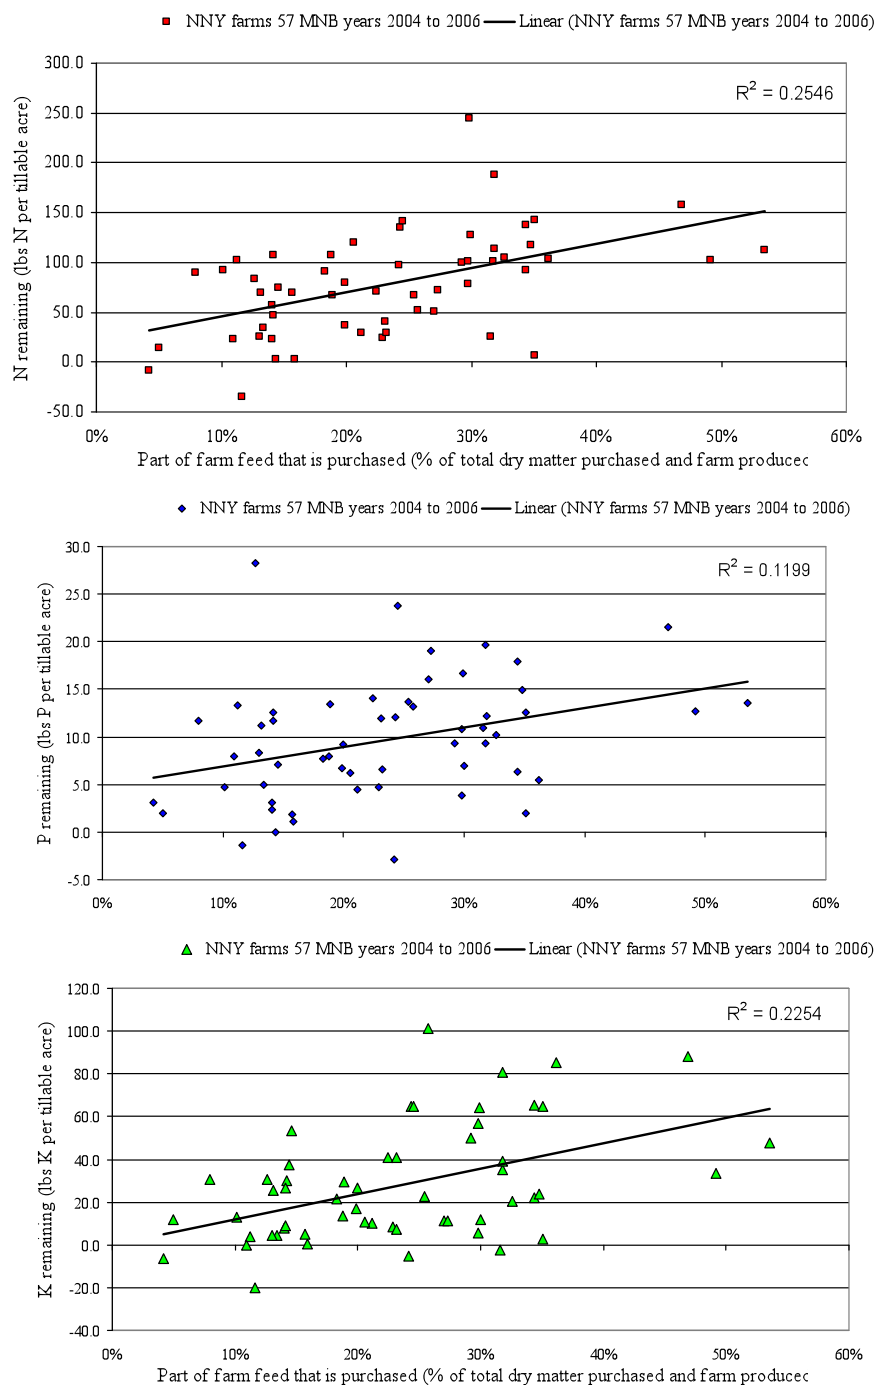 NNY farms 57 MNB years 2004 to 2006 Linear (NNY farms 57 MNB years 2004 to 2006)
R² = 0.2546
N remaining (lbs N per tillable acre)
300.0
250.0
200.0
150.0
100.0
50.0
0.0
-50.0
0% 10% 20% 30% 40% 50% 60%
Part of farm feed that is purchased (% of total dry matter purchased and farm produced
NNY farms 57 MNB years 2004 to 2006 Linear (NNY farms 57 MNB years 2004 to 2006)
R² = 0.1199
P remaining (lbs P per tillable acre)
30.0
25.0
20.0
15.0
10.0
5.0
0.0
-5.0
0% 10% 20% 30% 40% 50% 60%
NNY farms 57 MNB years 2004 to 2006 Linear (NNY farms 57 MNB years 2004 to 2006)
R² = 0.2254
K remaining (lbs K per tillable acre)
120.0
100.0
80.0
60.0
40.0
20.0
0.0
-20.0
-40.0
0% 10% 20% 30% 40% 50% 60%
Part of farm feed that is purchased (% of total dry matter purchased and farm produced